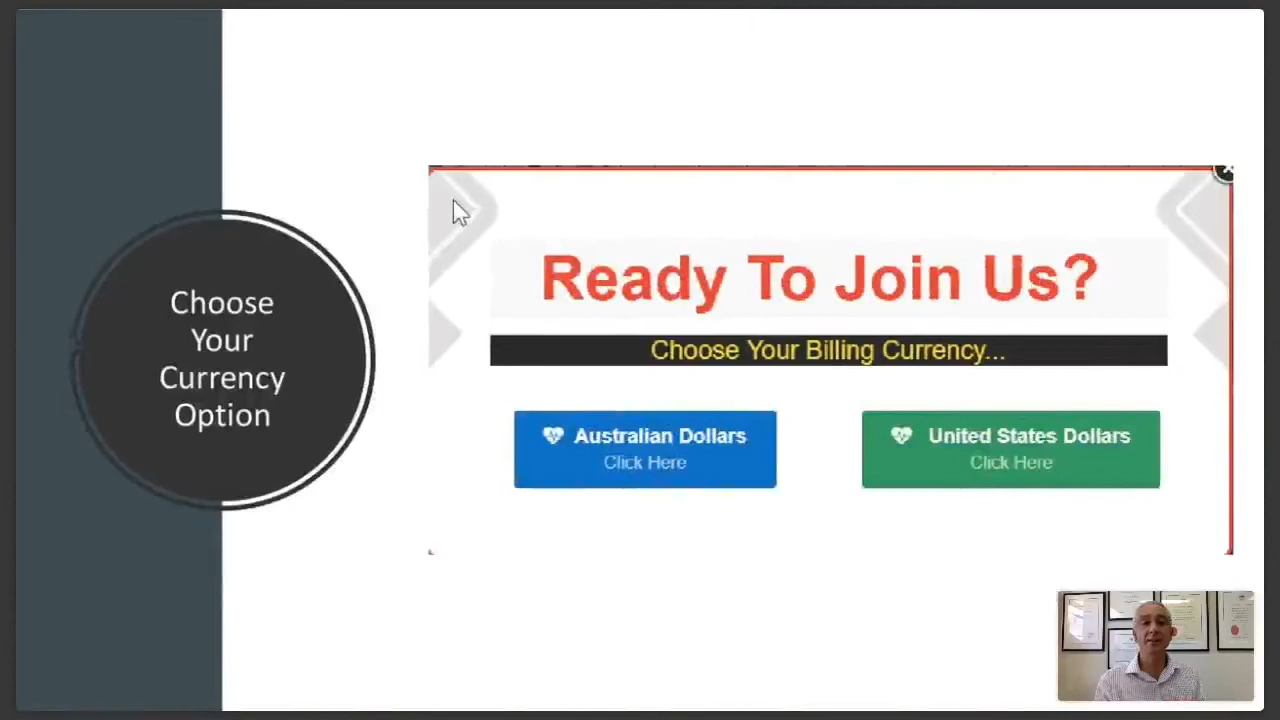 Choose
Your
Currency
Option
Ready To Join Us?
Choose Your Billing Currency...
Australian Dollars
Click Here
United States Dollars
Click Here